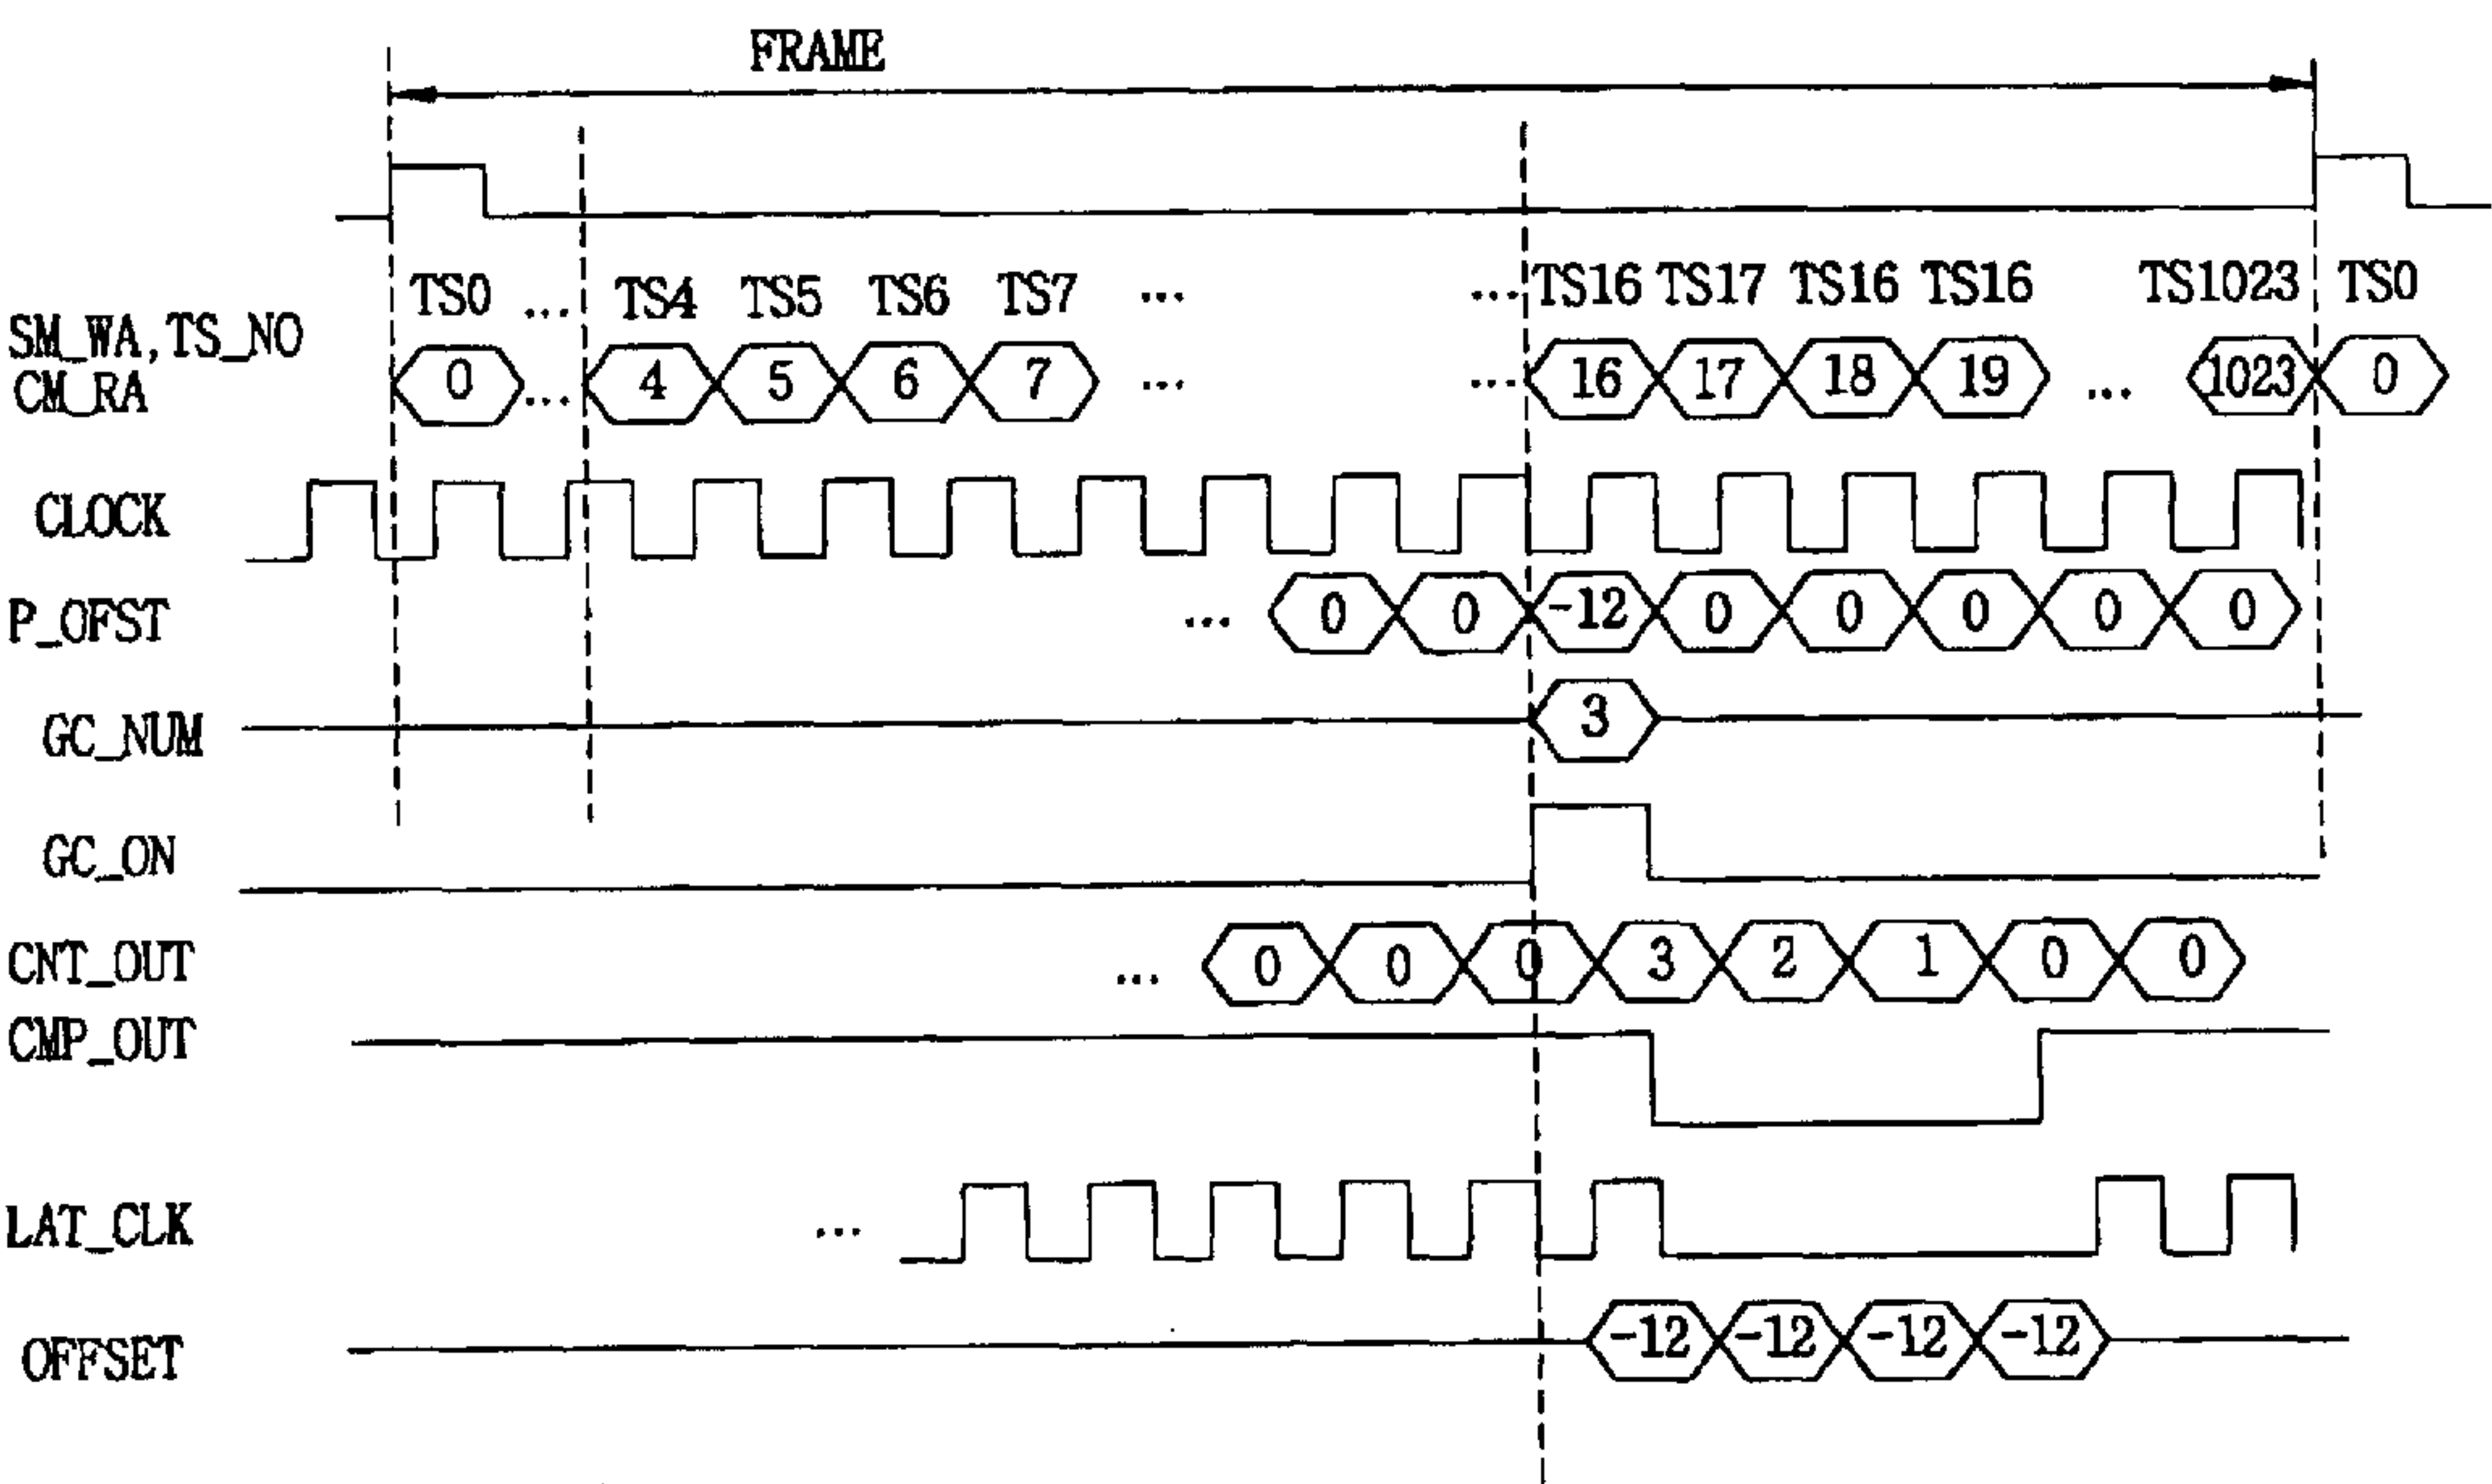 FRAME
TS0 ... TS4 TS5 TS6 TS7 ... ...TS16 TS17 TS16 TS16 TS1023 TS0
SM_WA,TS_NO
CM_RA
0 ... 4 5 6 7 ... ... 16 17 18 19 ... 1023 0
CLOCK
P_OFST ... 0 0 -12 0 0 0 0 0
GC_NUM 3
GC_ON
CNT_OUT ... 0 0 0 3 2 1 0 0
CMP_OUT
LAT_CLK ...
OFFSET -12 -12 -12 -12